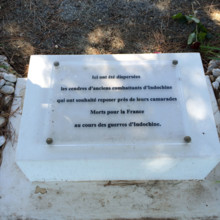 Ici ont été dispersées
les cendres d'anciens combattants d'Indochine
qui ont souhaité reposer près de leurs camarades
Morts pour la France
au cours des guerres d'Indochine.